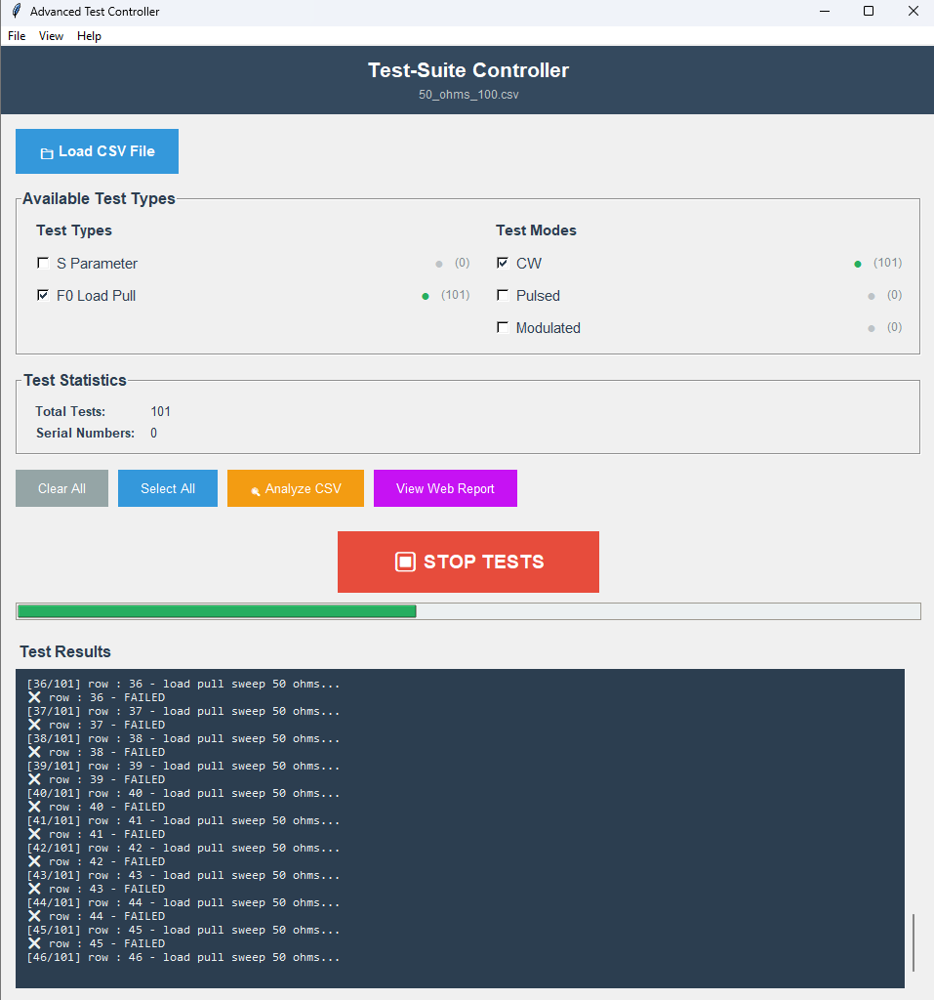 Advanced Test Controller
File View Help
Test-Suite Controller
50_ohms_100.csv
Load CSV File
Available Test Types
Test Types
S Parameter (0)
F0 Load Pull (101)
Test Modes
CW (101)
Pulsed (0)
Modulated (0)
Test Statistics
Total Tests: 101
Serial Numbers: 0
Clear All Select All Analyze CSV View Web Report
STOP TESTS
Test Results
[36/101] row : 36 - load pull sweep 50 ohms...
❌ row : 36 - FAILED
[37/101] row : 37 - load pull sweep 50 ohms...
❌ row : 37 - FAILED
[38/101] row : 38 - load pull sweep 50 ohms...
❌ row : 38 - FAILED
[39/101] row : 39 - load pull sweep 50 ohms...
❌ row : 39 - FAILED
[40/101] row : 40 - load pull sweep 50 ohms...
❌ row : 40 - FAILED
[41/101] row : 41 - load pull sweep 50 ohms...
❌ row : 41 - FAILED
[42/101] row : 42 - load pull sweep 50 ohms...
❌ row : 42 - FAILED
[43/101] row : 43 - load pull sweep 50 ohms...
❌ row : 43 - FAILED
[44/101] row : 44 - load pull sweep 50 ohms...
❌ row : 44 - FAILED
[45/101] row : 45 - load pull sweep 50 ohms...
❌ row : 45 - FAILED
[46/101] row : 46 - load pull sweep 50 ohms...